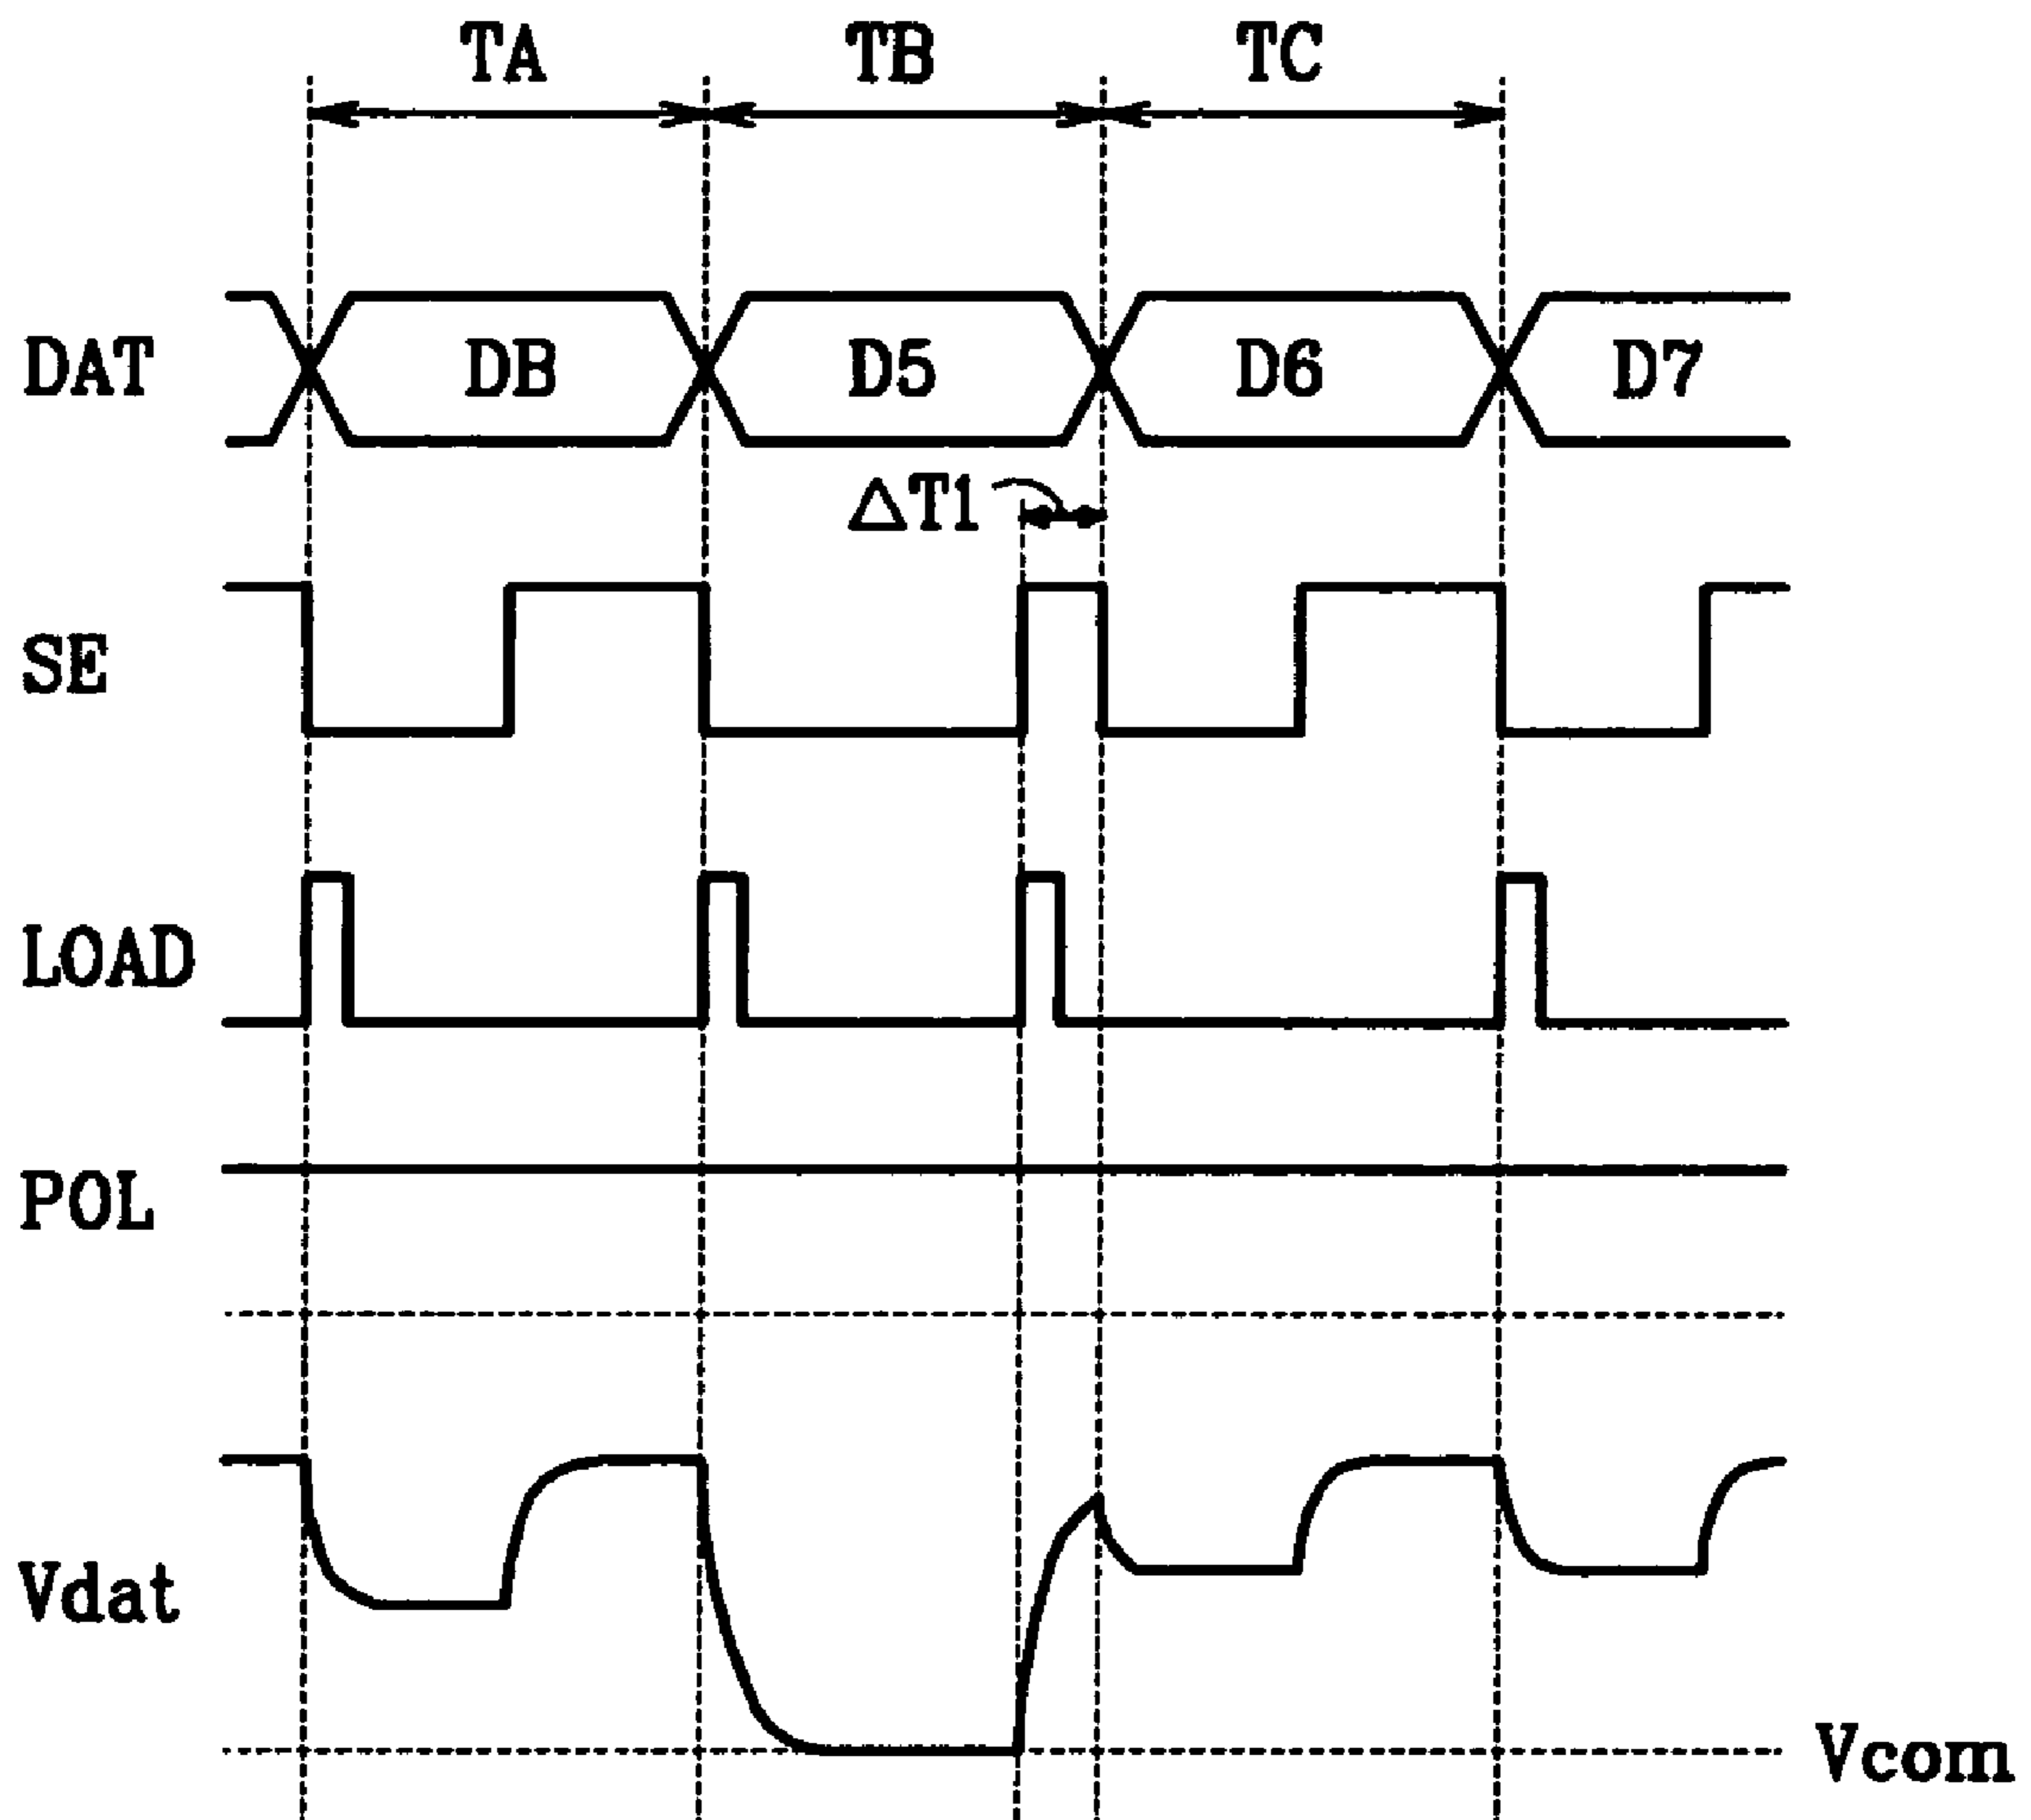 TA TB TC
DAT DB D5 D6 D7
ΔT1
SE
LOAD
POL
Vdat
Vcom